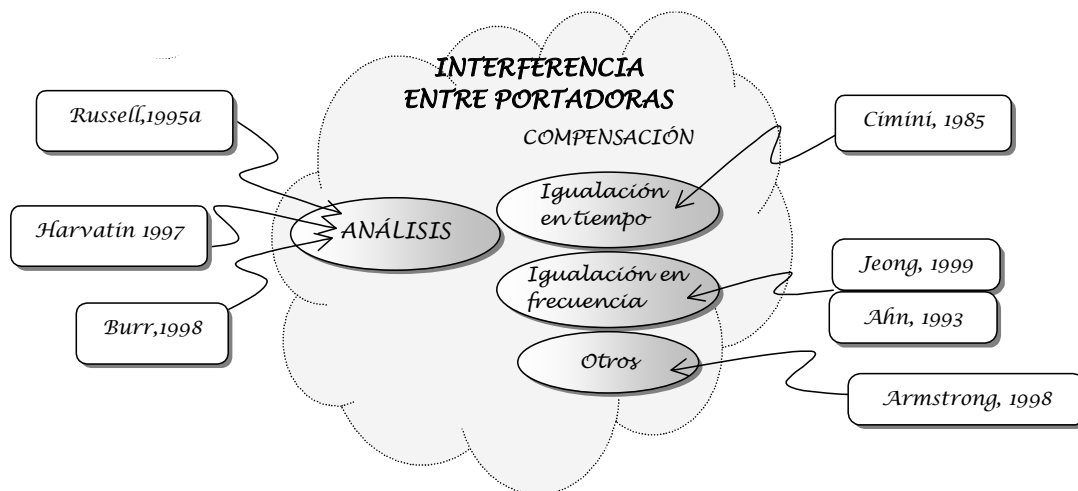 INTERFERENCIA
ENTRE PORTADORAS
COMPENSACIÓN
Russell,1995a
Harvatin 1997
Burr,1998
ANÁLISIS
Igualación
en tiempo
Igualación en
frecuencia
Otros
Cimini, 1985
Jeong, 1999
Ahn, 1993
Armstrong, 1998